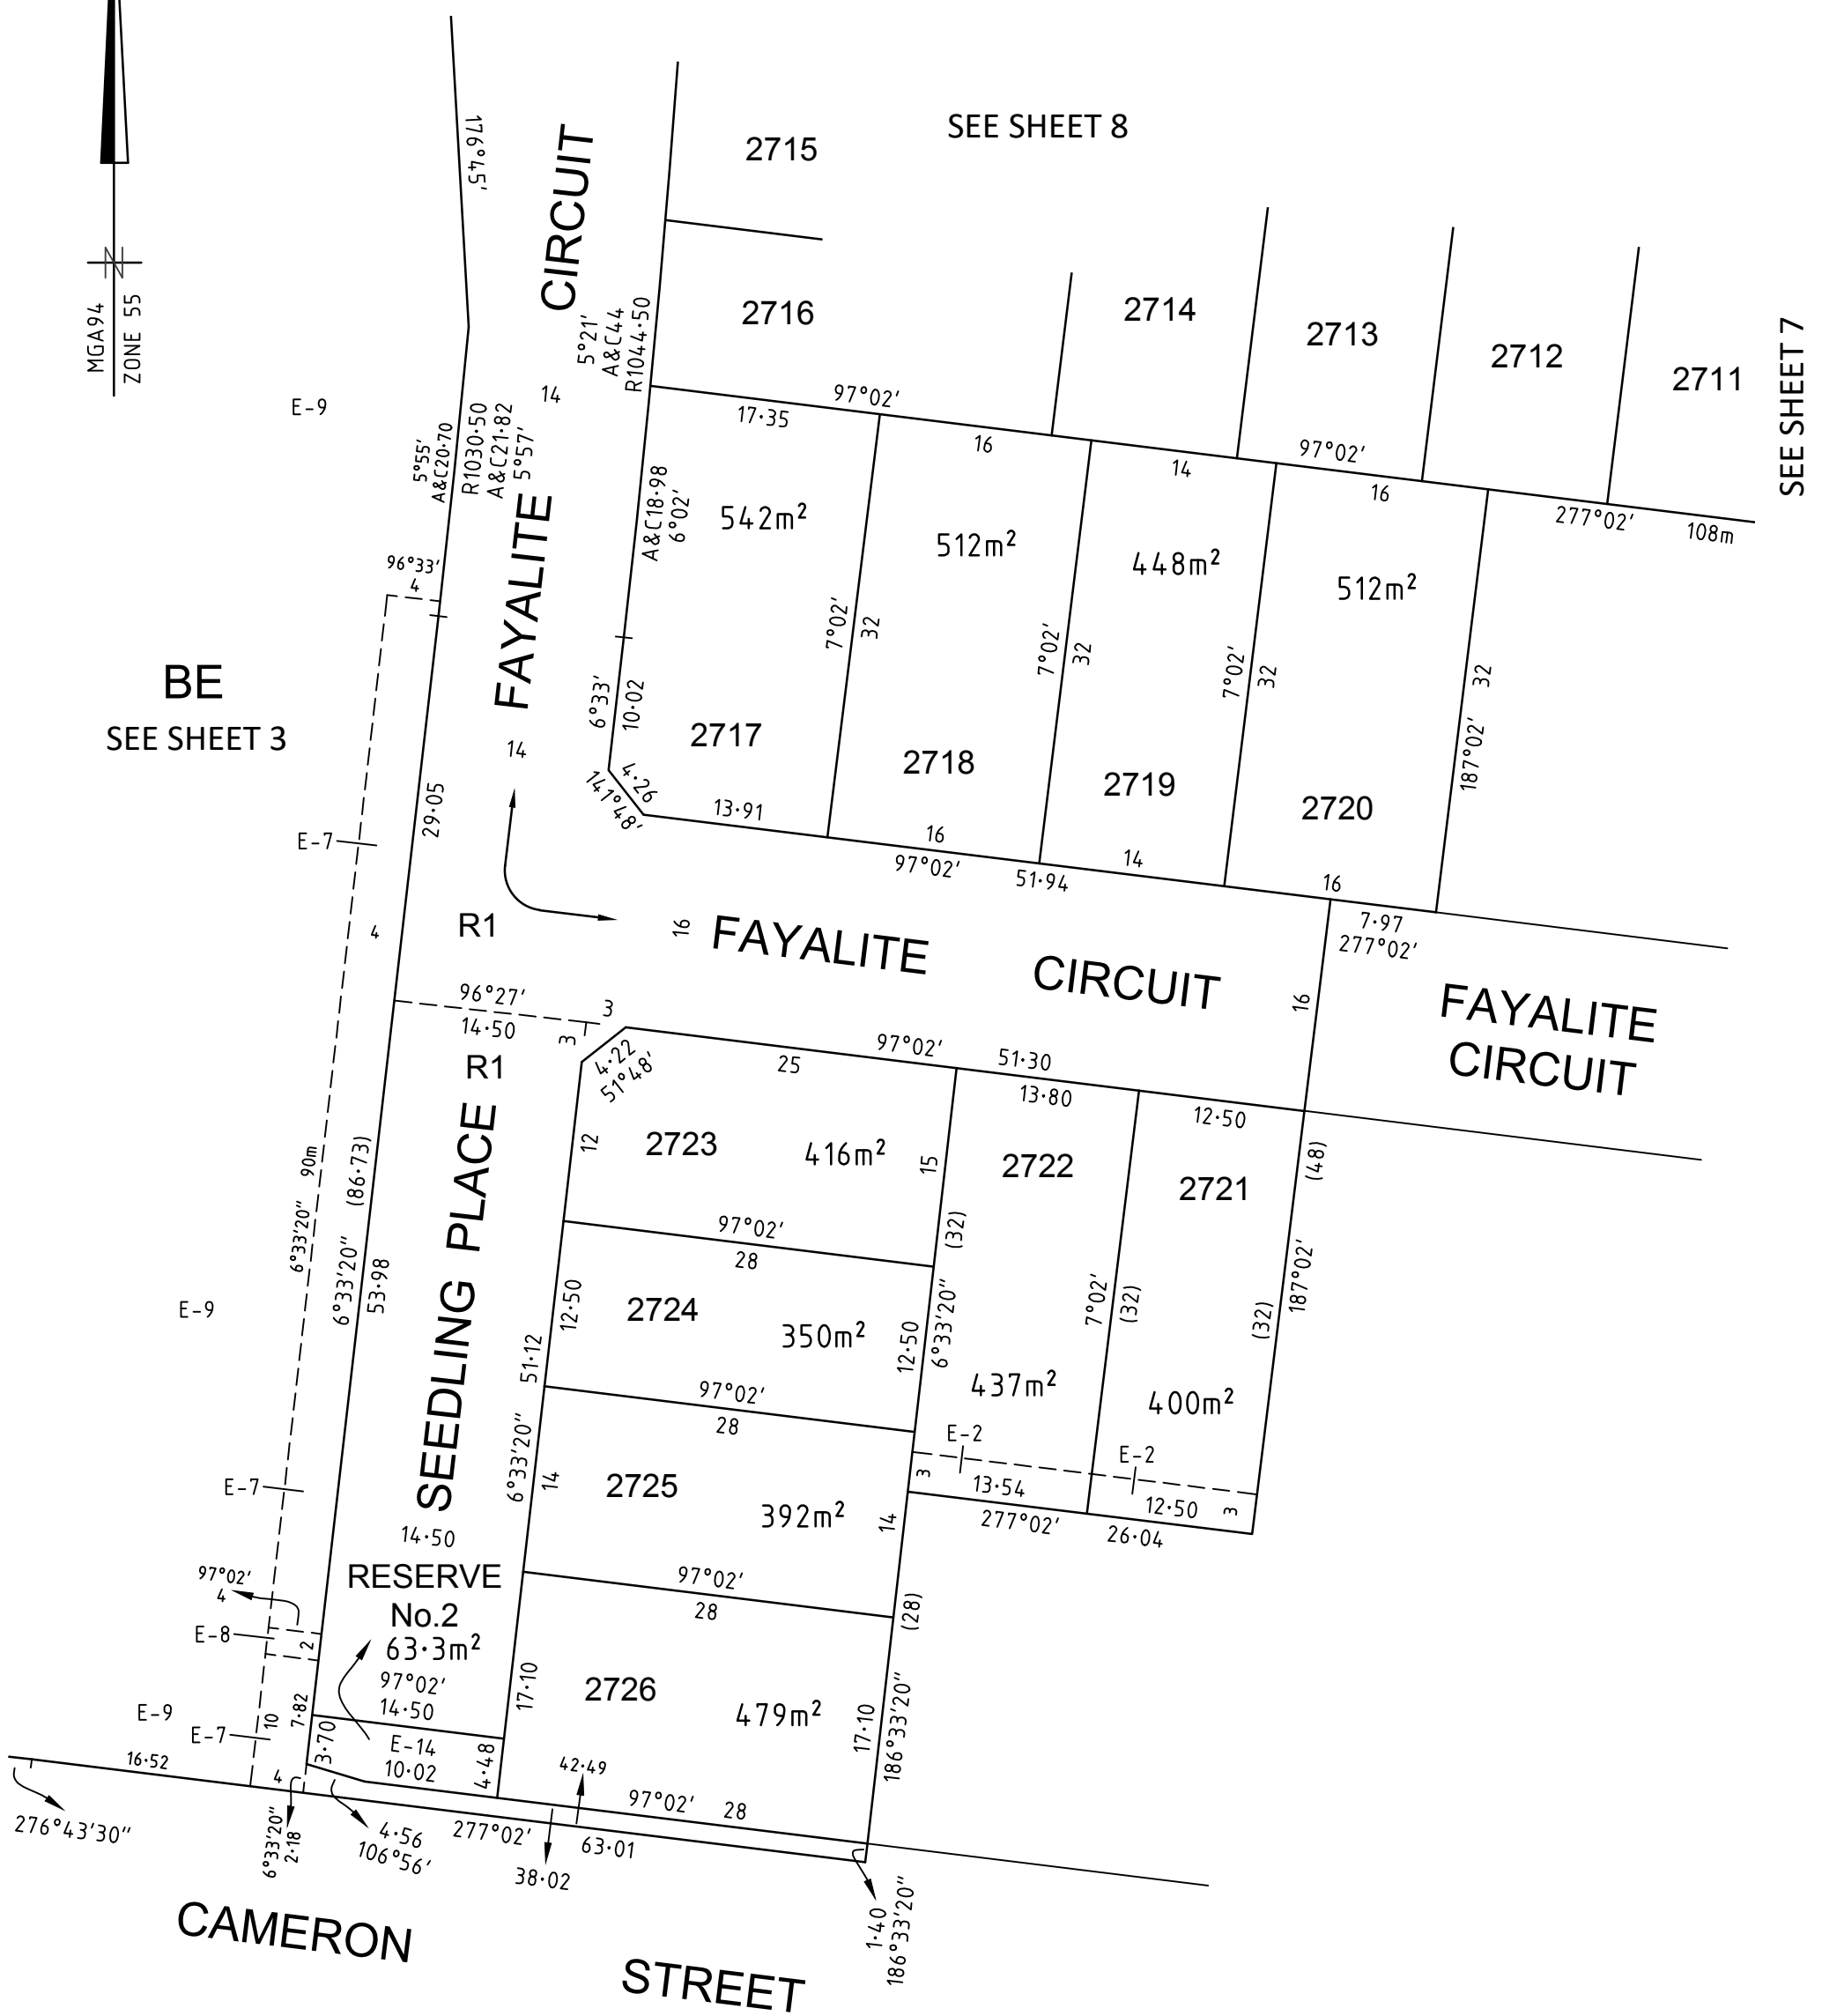 SEE SHEET 8
176°45'
CIRCUIT
2715
2716
2714
2713
2712
2711
SEE SHEET 7
MGA94
ZONE 55
N
E-9
5°21'
A&C44
R1044·50
14
5°55'
A&C20·70
R1030·50
A&C21·82
5°57'
97°02'
17·35
16
14
97°02'
16
277°02'
108m
A&C18·98
6°02'
542m²
512m²
448m²
512m²
96°33'
4
FAYALITE
7°02'
32
7°02'
32
7°02'
32
187°02'
32
BE
SEE SHEET 3
6°33'
10·02
14
2717
2718
2719
2720
4·26
141°48'
13·91
16
97°02'
51·94
14
16
29·05
E-7
4
R1
16
FAYALITE
CIRCUIT
7·97
277°02'
16
FAYALITE
CIRCUIT
96°27'
14·50
3
3
R1
4·22
51°48'
97°02'
51·30
25
13·80
12·50
12
2723
416m²
15
2722
2721
(48)
90m
6°33'20"
(86·73)
6°33'20"
53·98
SEEDLING PLACE
97°02'
28
(32)
6°33'20"
7°02'
(32)
(32)
187°02'
E-9
12·50
2724
350m²
12·50
51·12
6°33'20"
97°02'
28
437m²
400m²
E-2
E-2
E-7
14
2725
392m²
14
3
13·54
12·50
3
277°02'
26·04
14·50
RESERVE
No.2
63·3m²
97°02'
28
(28)
97°02'
4
E-8
2
97°02'
14·50
17·10
2726
479m²
17·10
186°33'20"
E-9
E-7
10
7·82
3·70
E-14
10·02
4·48
42·49
97°02'
28
16·52
4
276°43'30"
6°33'20"
2·18
4·56
106°56'
277°02'
63·01
38·02
1·40
186°33'20"
CAMERON
STREET